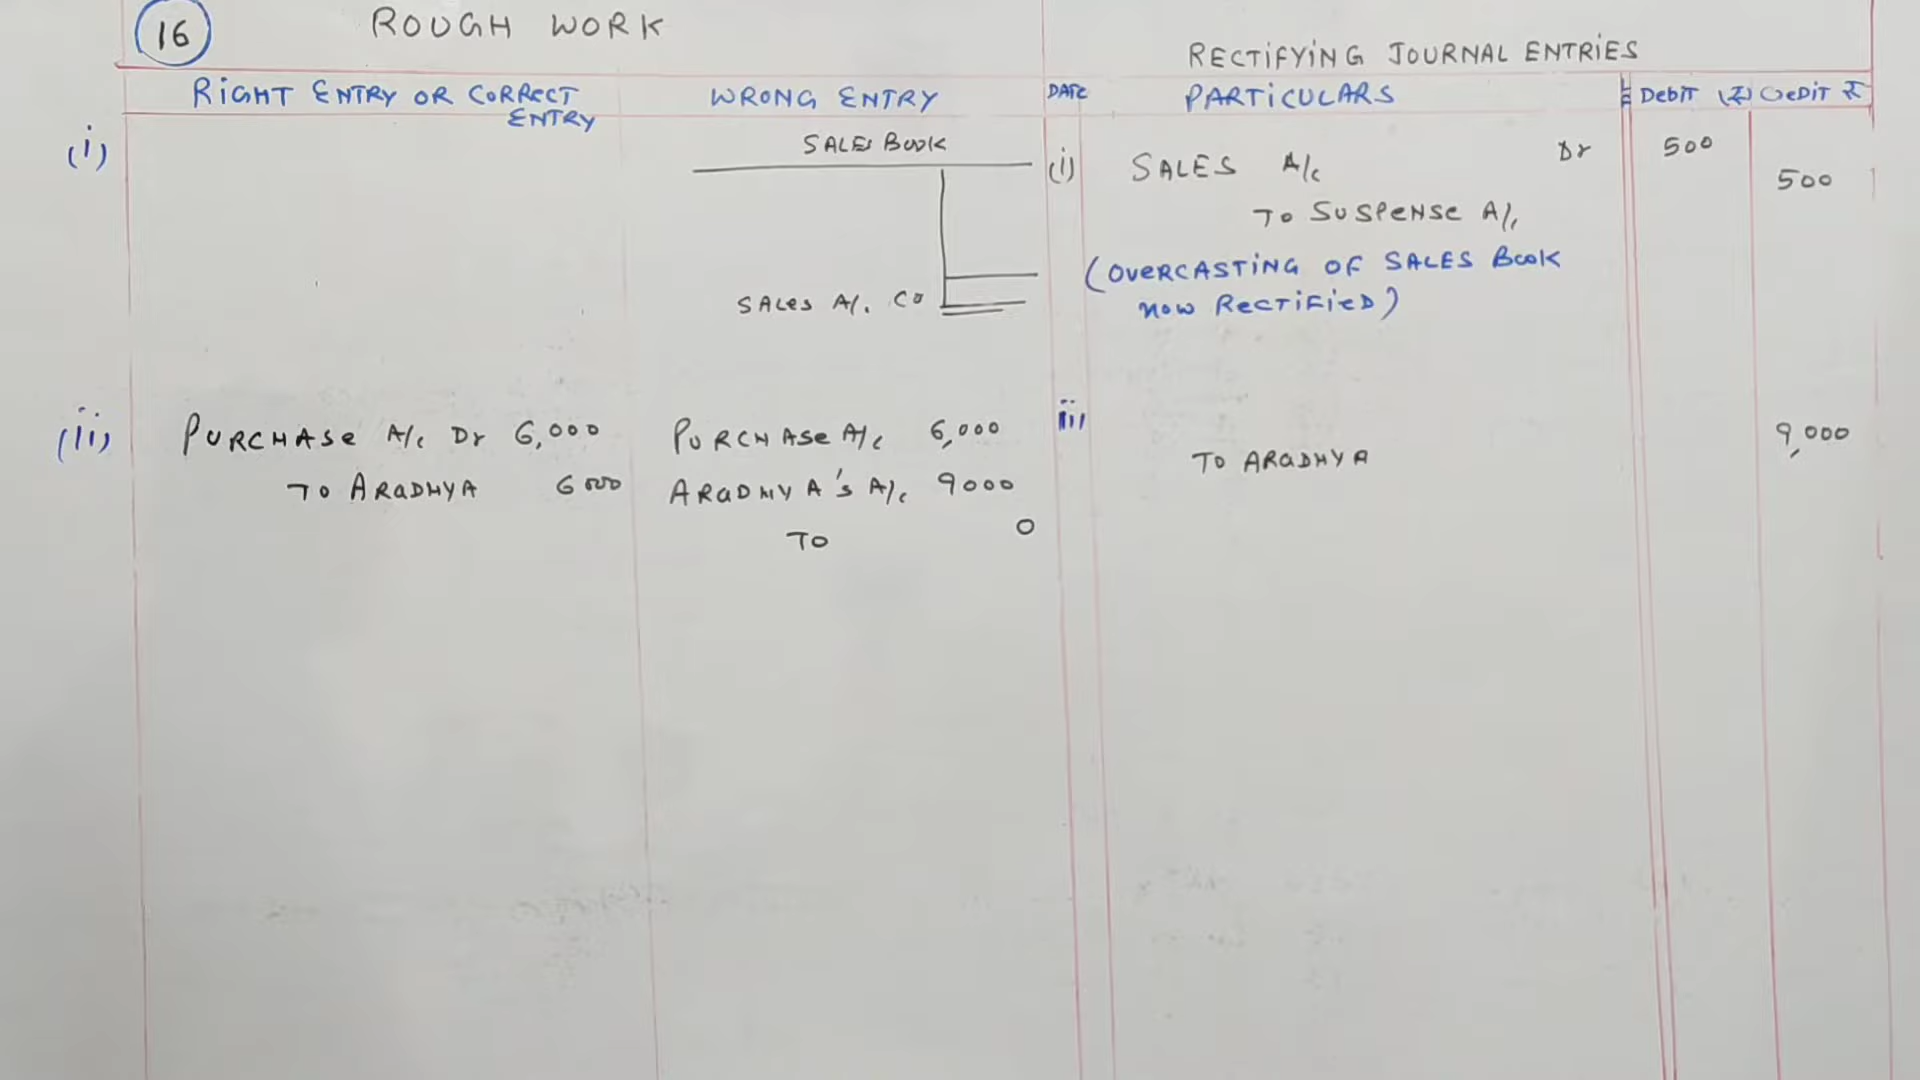 16
ROUGH WORK
RECTIFYING JOURNAL ENTRIES
RIGHT ENTRY OR CORRECT
ENTRY
WRONG ENTRY
DATE
PARTICULARS
DEBIT (₹)
CREDIT ₹
(i)
SALES BOOK
SALES A/c CO
(i) SALES A/c Dr 500
TO SUSPENSE A/c 500
(OVERCASTING OF SALES BOOK
NOW RECTIFIED)
(ii)
PURCHASE A/c Dr 6,000
TO ARADHYA 6000
PURCHASE A/c 6,000
ARADHYA'S A/c 9000
TO 0
ii)
TO ARADHYA 9,000